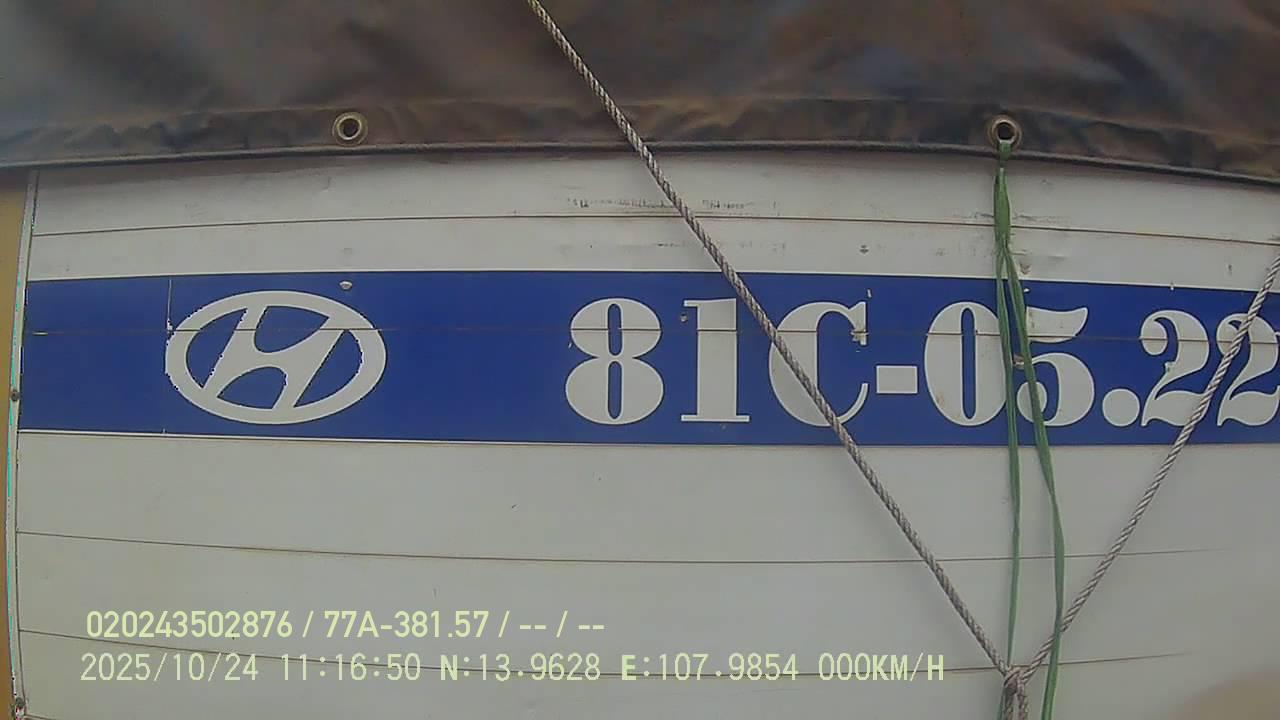 81C-05.22
020243502876 / 77A-381.57 / -- / --
2025/10/24 11:16:50 N:13.9628 E:107.9854 000KM/H